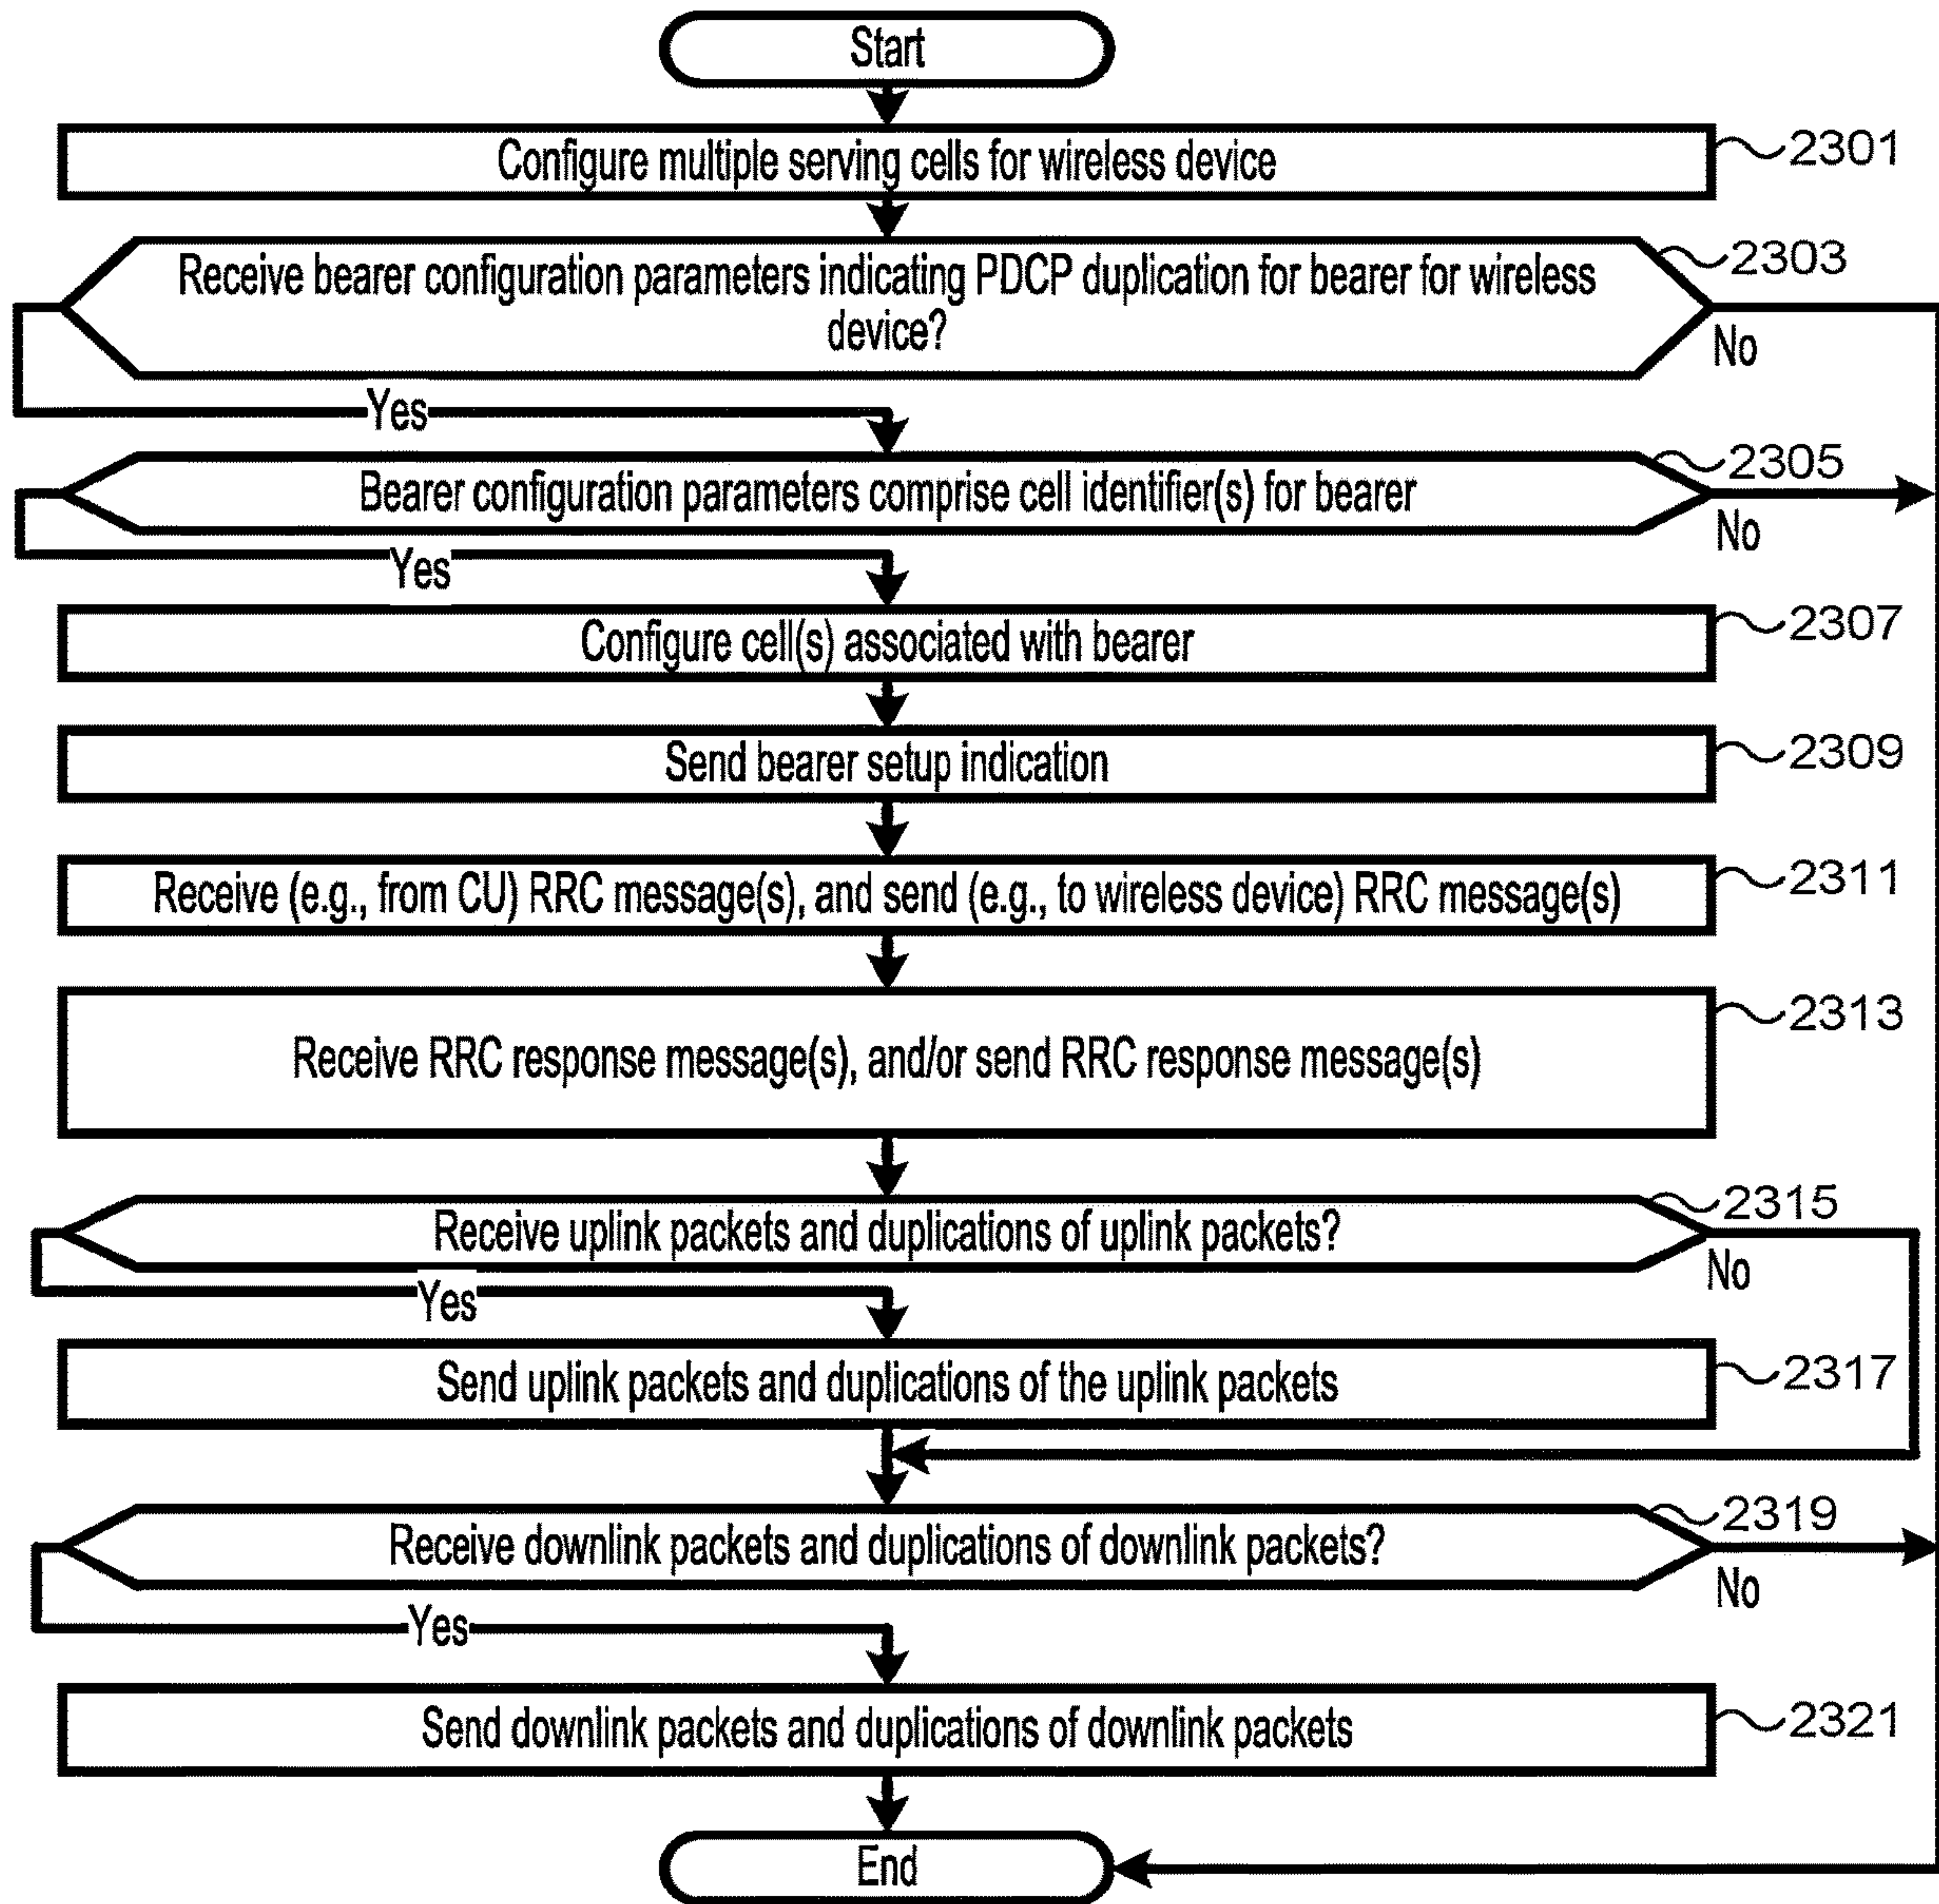 Start
Configure multiple serving cells for wireless device
2301
Receive bearer configuration parameters indicating PDCP duplication for bearer for wireless
device?
2303
No
Yes
Bearer configuration parameters comprise cell identifier(s) for bearer
2305
No
Yes
Configure cell(s) associated with bearer
2307
Send bearer setup indication
2309
Receive (e.g., from CU) RRC message(s), and send (e.g., to wireless device) RRC message(s)
2311
Receive RRC response message(s), and/or send RRC response message(s)
2313
Receive uplink packets and duplications of uplink packets?
2315
No
Yes
Send uplink packets and duplications of the uplink packets
2317
Receive downlink packets and duplications of downlink packets?
2319
No
Yes
Send downlink packets and duplications of downlink packets
2321
End